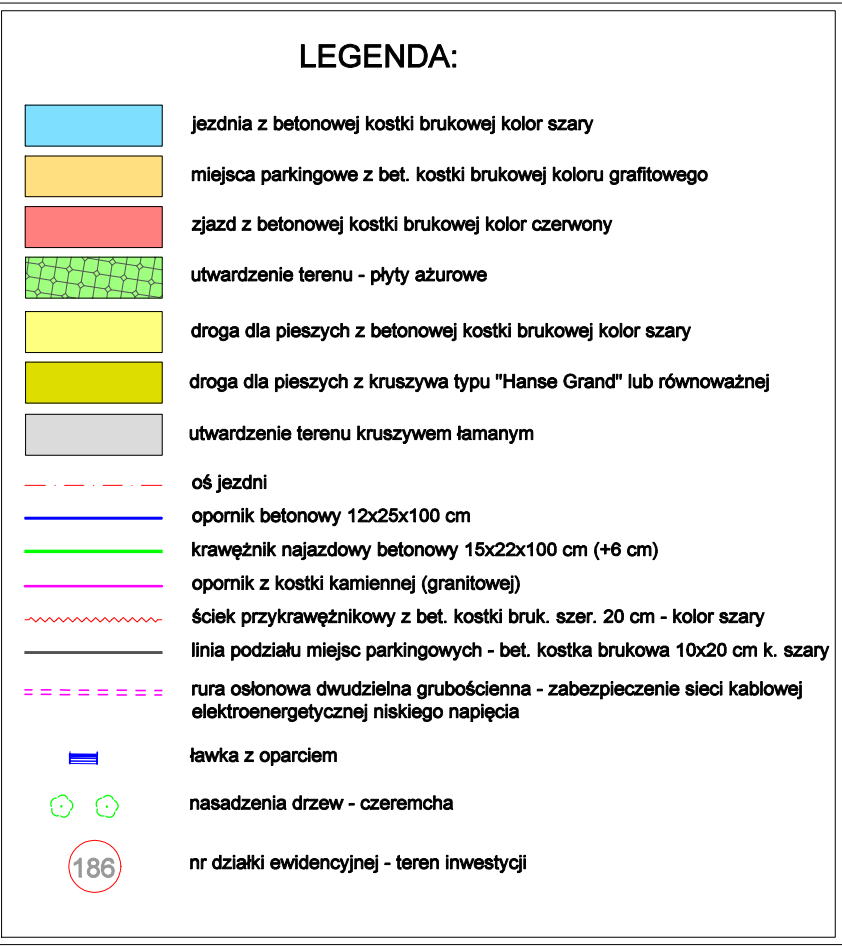 LEGENDA:
jezdnia z betonowej kostki brukowej kolor szary
miejsca parkingowe z bet. kostki brukowej koloru grafitowego
zjazd z betonowej kostki brukowej kolor czerwony
utwardzenie terenu - płyty ażurowe
droga dla pieszych z betonowej kostki brukowej kolor szary
droga dla pieszych z kruszywa typu "Hanse Grand" lub równoważnej
utwardzenie terenu kruszywem łamanym
oś jezdni
opornik betonowy 12x25x100 cm
krawężnik najazdowy betonowy 15x22x100 cm (+6 cm)
opornik z kostki kamiennej (granitowej)
ściek przykrawężnikowy z bet. kostki bruk. szer. 20 cm - kolor szary
linia podziału miejsc parkingowych - bet. kostka brukowa 10x20 cm k. szary
rura osłonowa dwudzielna grubościenna - zabezpieczenie sieci kablowej
elektroenergetycznej niskiego napięcia
ławka z oparciem
nasadzenia drzew - czeremcha
186 nr działki ewidencyjnej - teren inwestycji